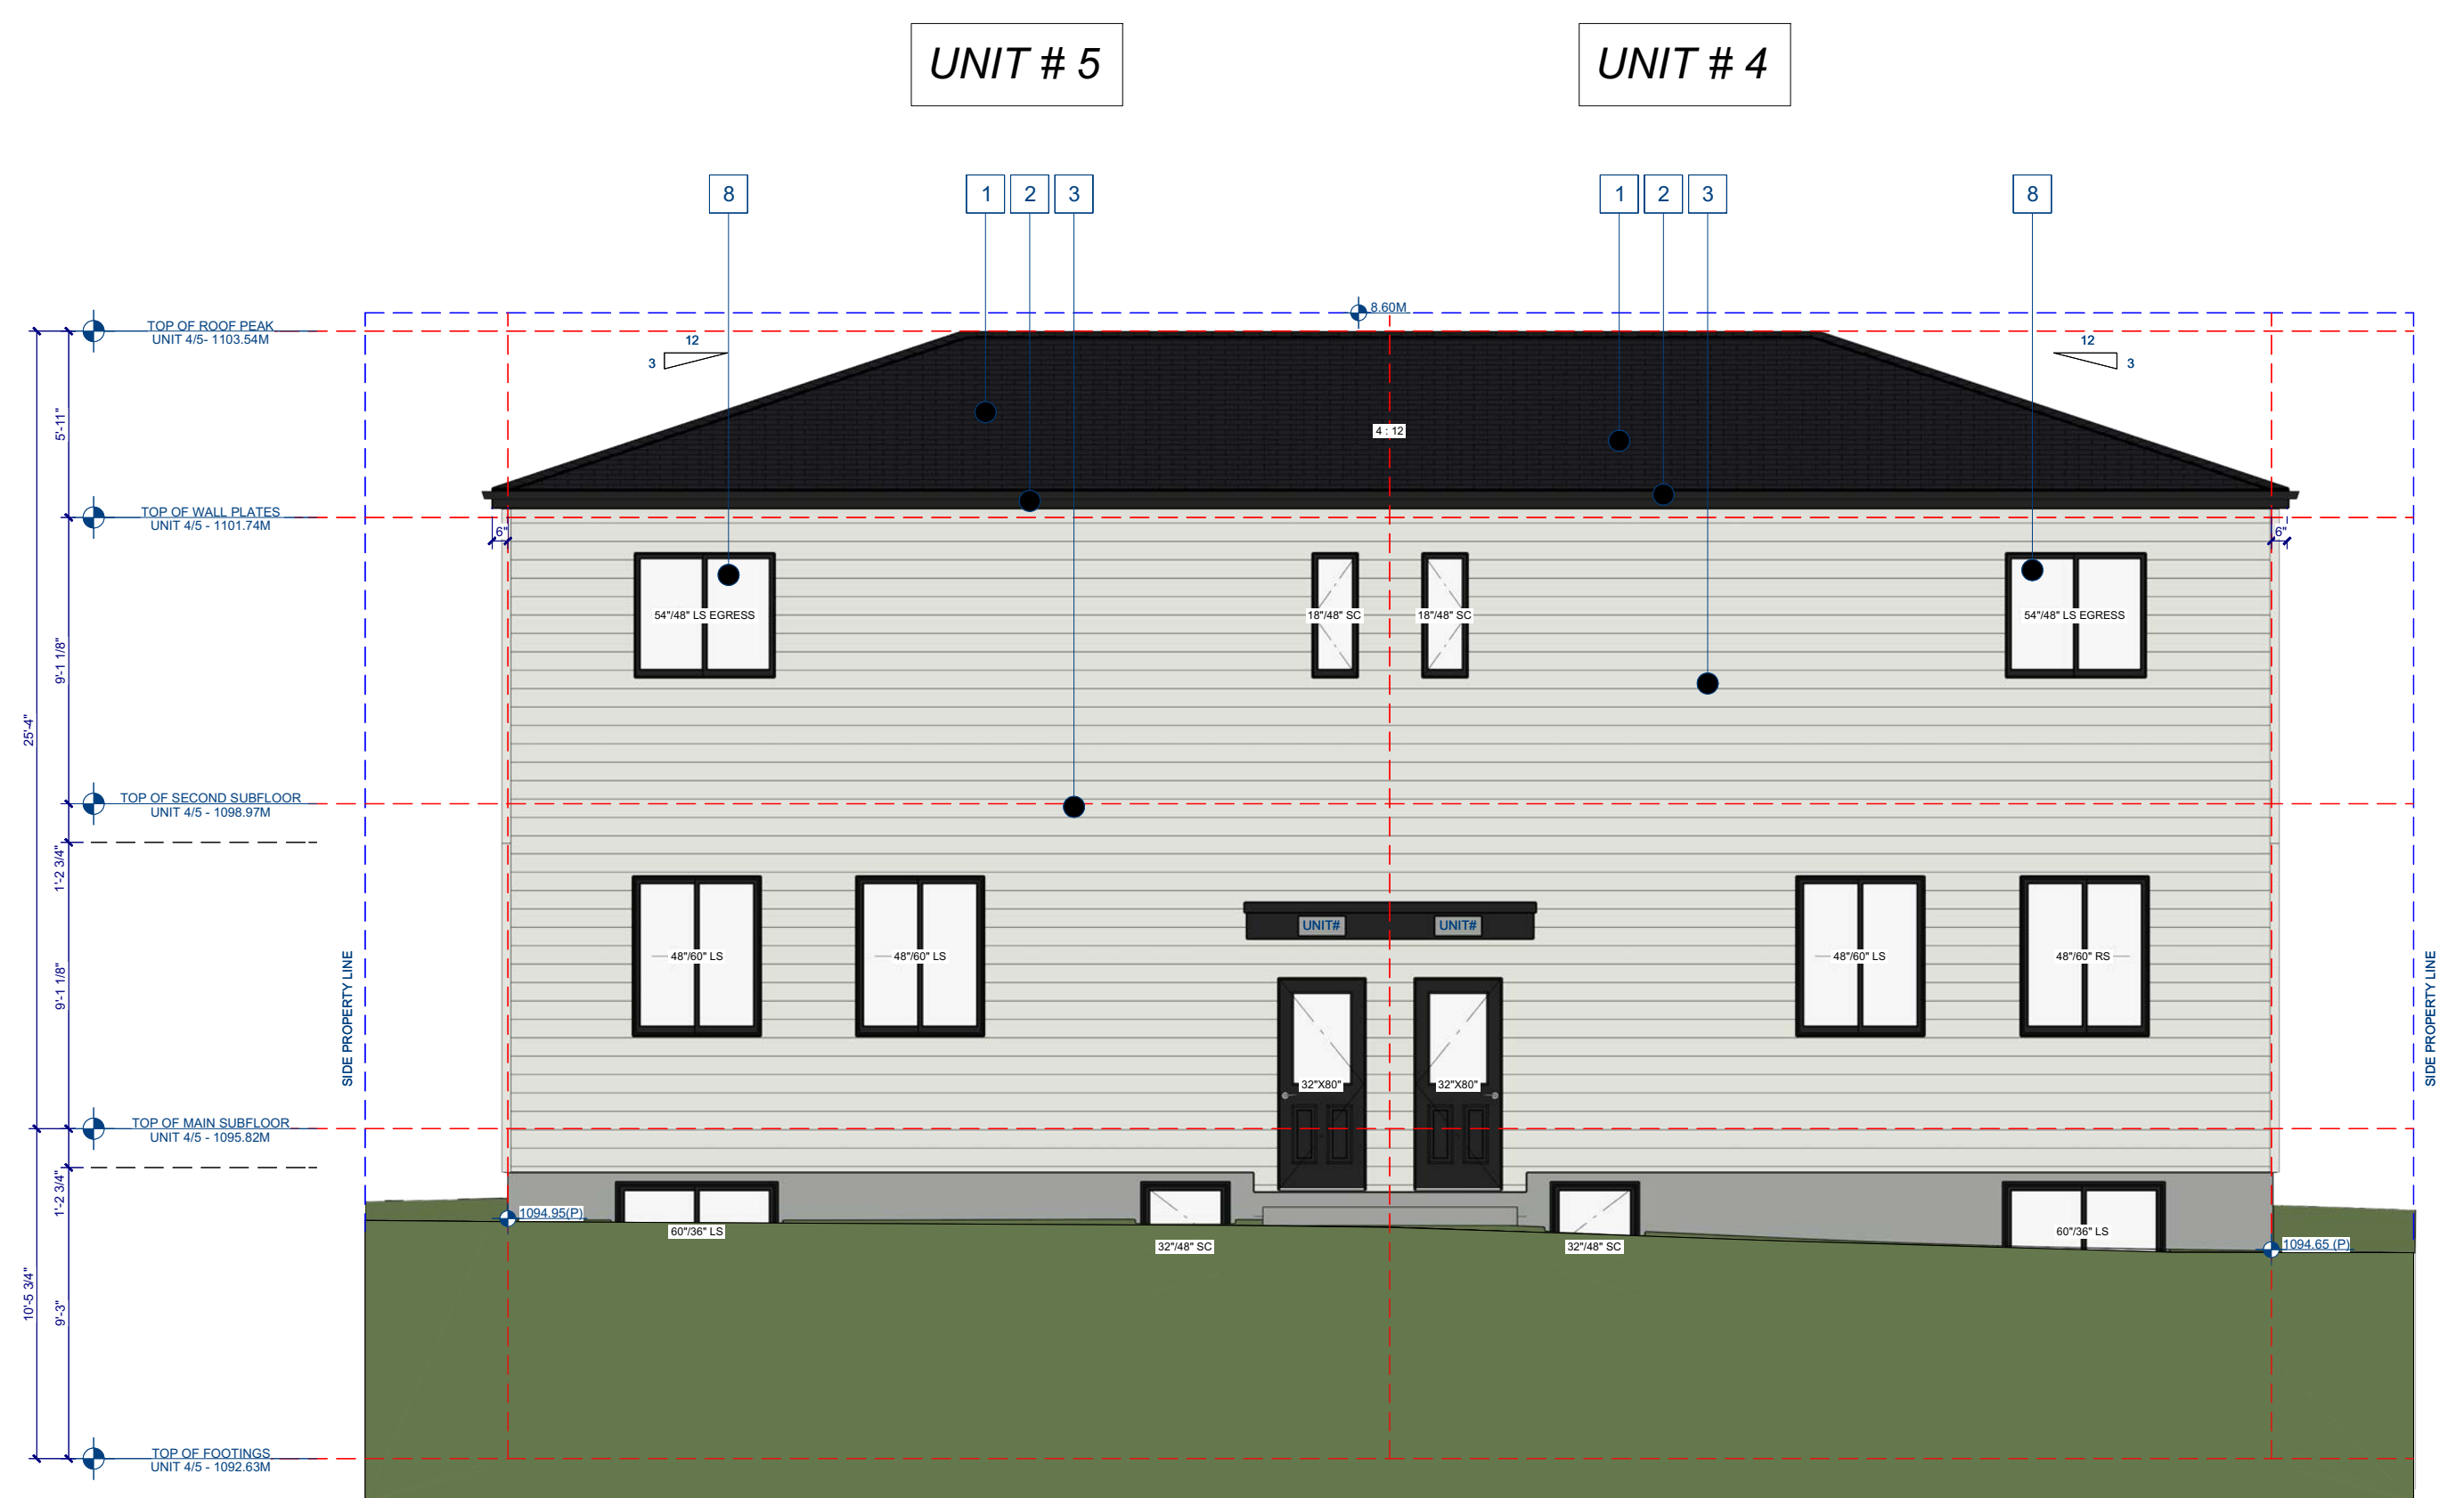 UNIT # 5
UNIT # 4
8
1
2
3
1
2
3
8
8.60M
TOP OF ROOF PEAK
UNIT 4/5- 1103.54M
12
3
12
3
5'-11"
4 : 12
TOP OF WALL PLATES
UNIT 4/5 - 1101.74M
6"
6"
54"/48" LS EGRESS
18"/48" SC
18"/48" SC
54"/48" LS EGRESS
9'-1 1/8"
25'-4"
TOP OF SECOND SUBFLOOR
UNIT 4/5 - 1098.97M
1'-2 3/4"
UNIT#
UNIT#
48"/60" LS
48"/60" LS
48"/60" LS
48"/60" RS
9'-1 1/8"
SIDE PROPERTY LINE
SIDE PROPERTY LINE
32"X80"
32"X80"
TOP OF MAIN SUBFLOOR
UNIT 4/5 - 1095.82M
1'-2 3/4"
1094.95(P)
60"/36" LS
32"/48" SC
32"/48" SC
60"/36" LS
1094.65 (P)
10'-5 3/4"
9'-3"
TOP OF FOOTINGS
UNIT 4/5 - 1092.63M